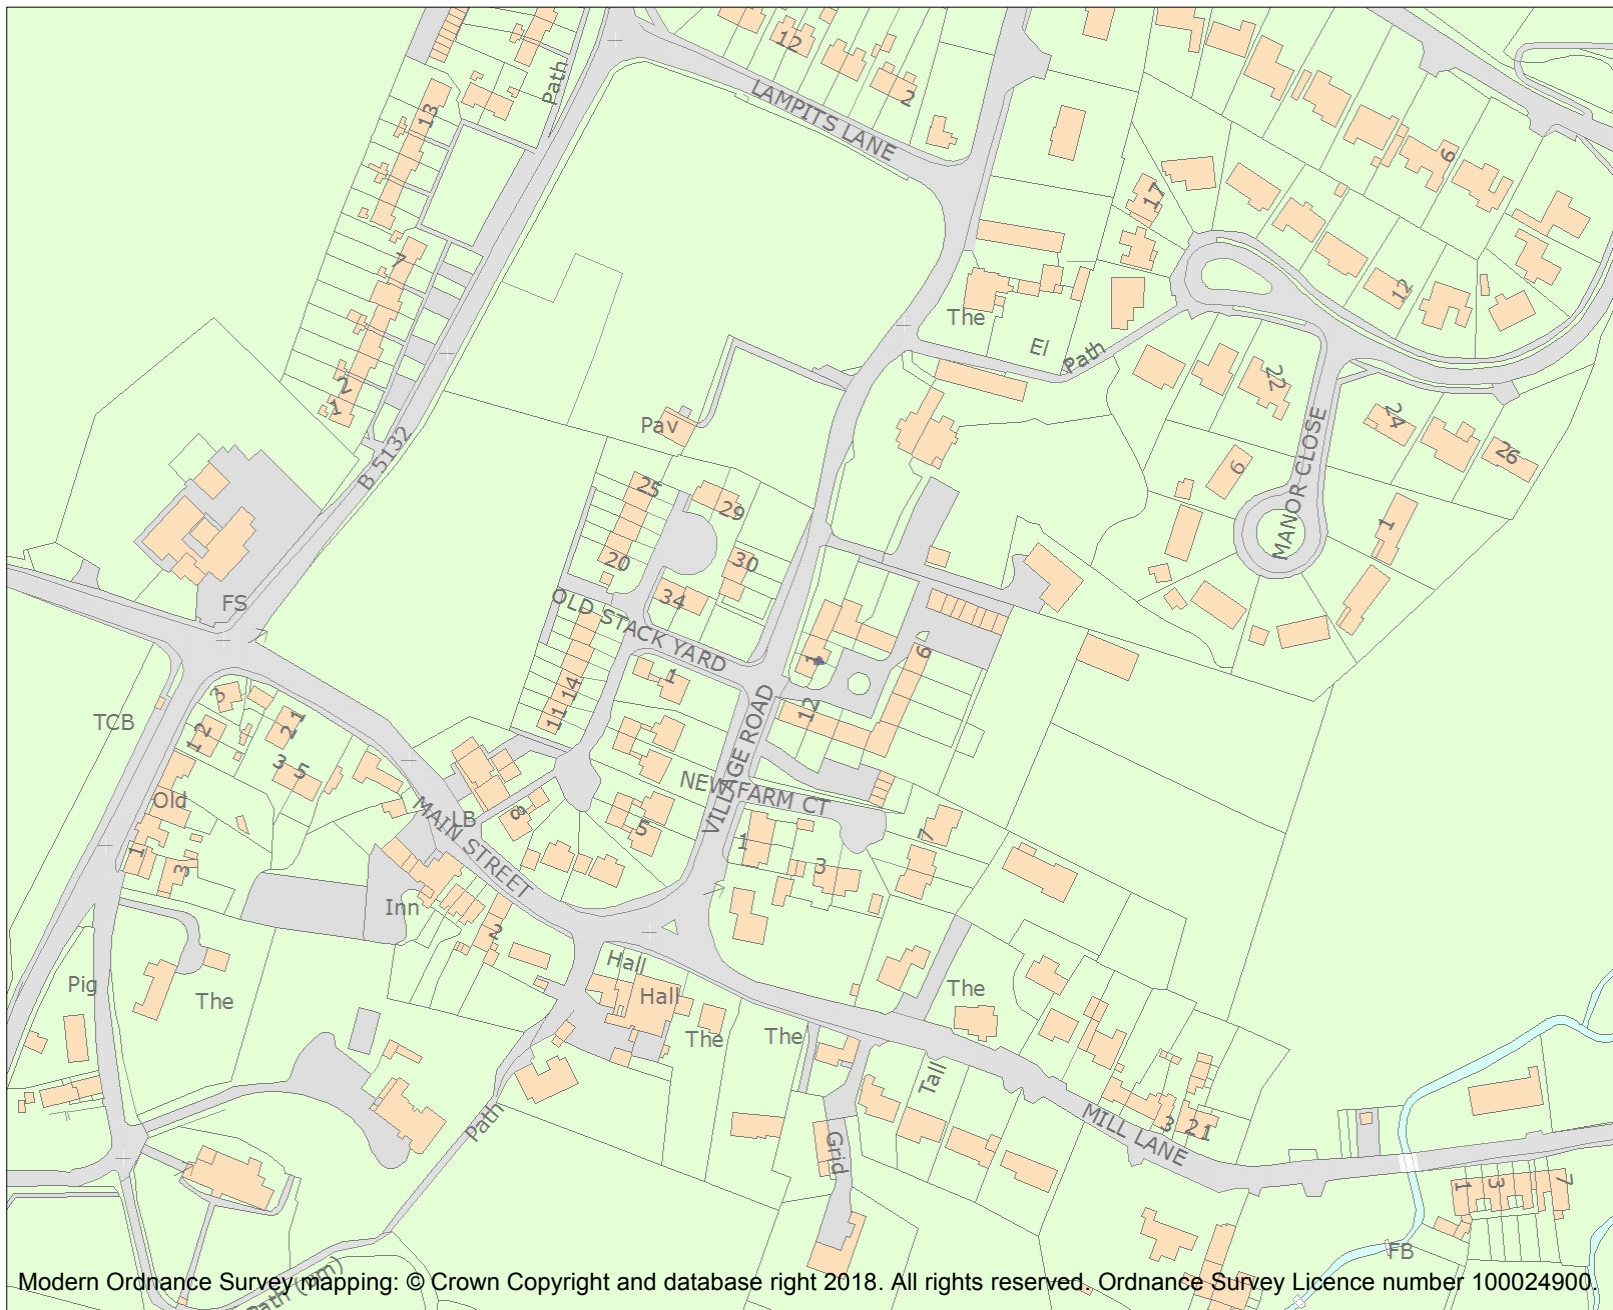 12
2
LAMPITS LANE
Path
13
6
17
7
12
The
El
Path
2
1
22
24
26
Pav
B 5132
MANOR CLOSE
6
1
25
29
20
30
34
FS
OLD STACK YARD
1
6
14
11
12
VILLAGE ROAD
3
TCB
1 2
2 1
3 5
NEW FARM CT
Old
MAIN STREET
LB
8
5
1
7
3
1
3
Inn
2
Hall
Hall
Pig
The
The
The
The
Tall
Grid
Path
MILL LANE
3
21
1
3
7
FB
Path (um)
Modern Ordnance Survey mapping: © Crown Copyright and database right 2018. All rights reserved. Ordnance Survey Licence number 100024900.